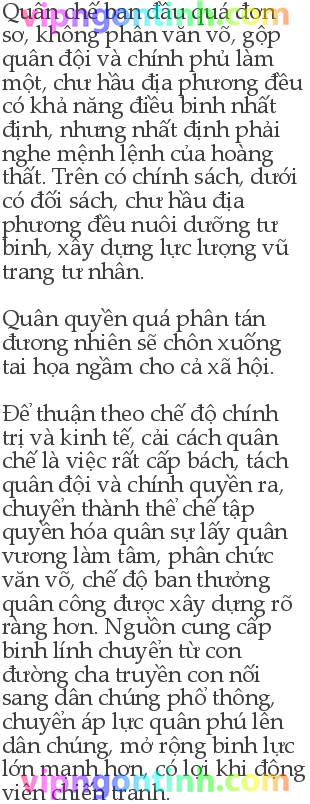 Quân chế ban đầu quá đơn
sơ, không phân văn võ, gộp
quân đội và chính phủ làm
một, chư hầu địa phương đều
có khả năng điều binh nhất
định, nhưng nhất định phải
nghe mệnh lệnh của hoàng
thất. Trên có chính sách, dưới
có đối sách, chư hầu địa
phương đều nuôi dưỡng tư
binh, xây dựng lực lượng vũ
trang tư nhân.
Quân quyền quá phân tán
đương nhiên sẽ chôn xuống
tai họa ngầm cho cả xã hội.
Để thuận theo chế độ chính
trị và kinh tế, cải cách quân
chế là việc rất cấp bách, tách
quân đội và chính quyền ra,
chuyển thành thể chế tập
quyền hóa quân sự lấy quân
vương làm tâm, phân chức
văn võ, chế độ ban thưởng
quân công được xây dựng rõ
ràng hơn. Nguồn cung cấp
binh lính chuyển từ con
đường cha truyền con nối
sang dân chúng phổ thông,
chuyển áp lực quân phú lên
dân chúng, mở rộng binh lực
lớn mạnh hơn, có lợi khi động
viên chiến tranh.
vipngontinh.com
vipngontinh.com